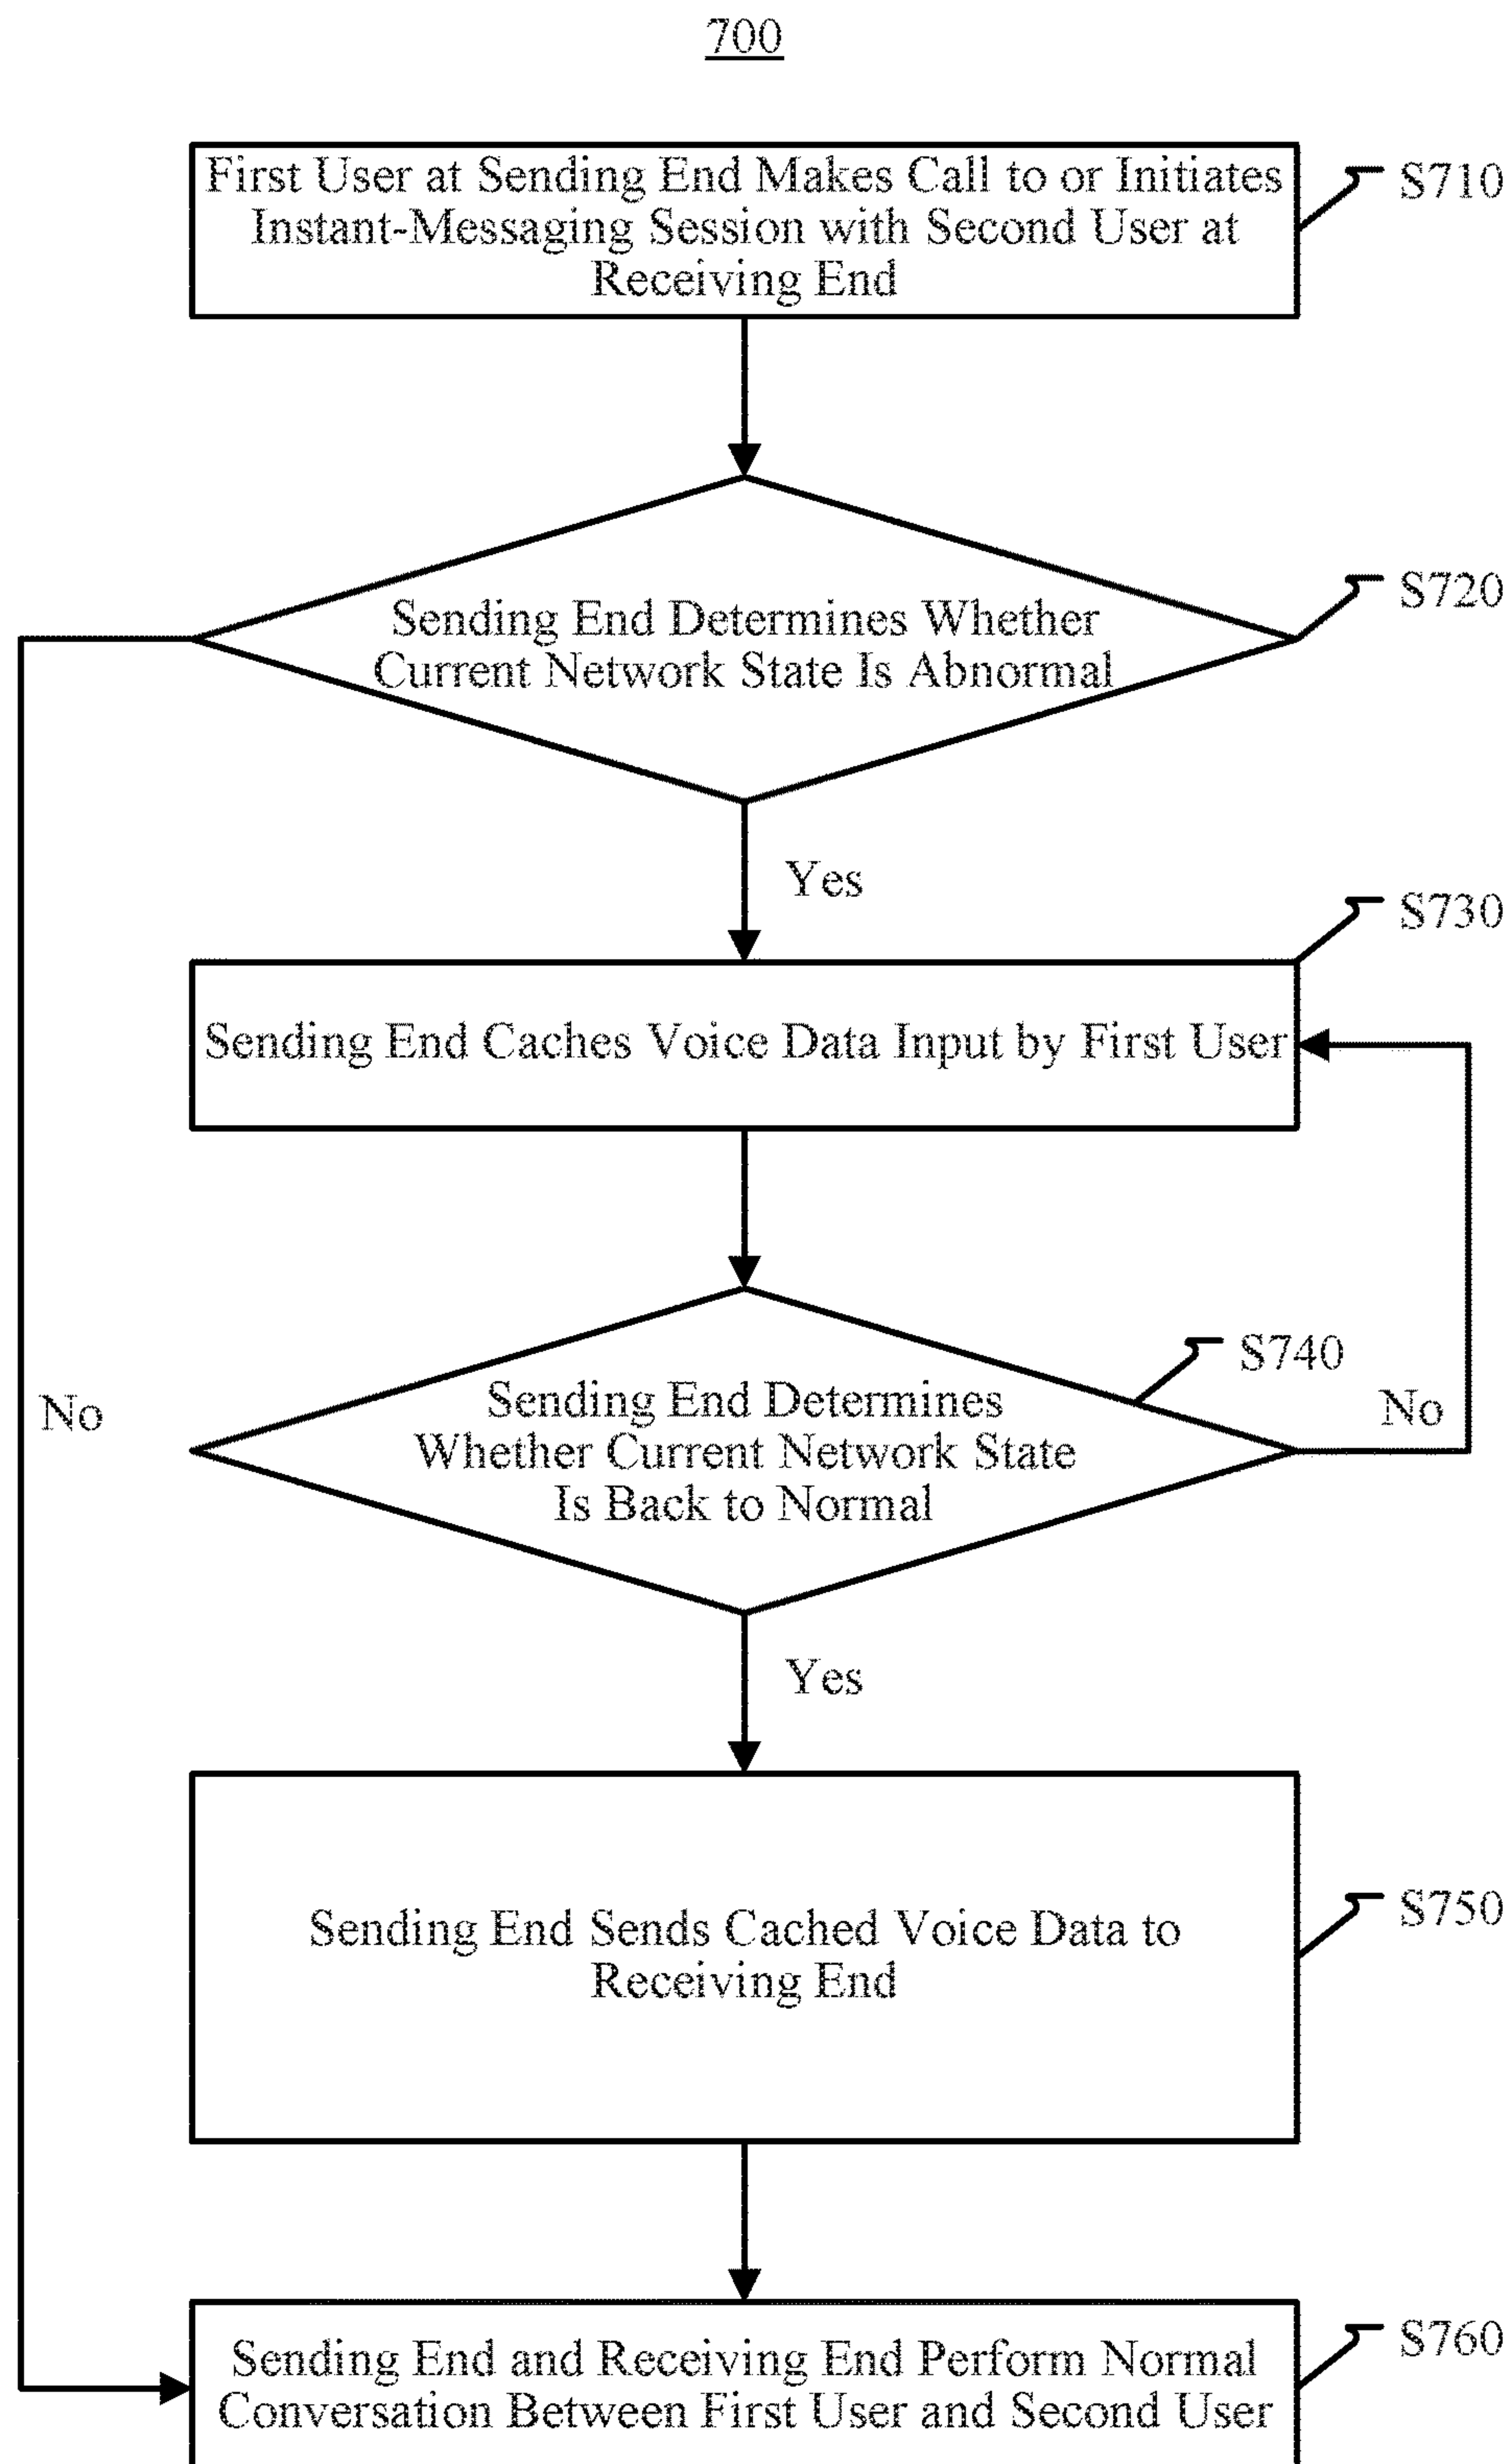 700
First User at Sending End Makes Call to or Initiates
Instant-Messaging Session with Second User at
Receiving End
S710
Sending End Determines Whether
Current Network State Is Abnormal
S720
Yes
S730
Sending End Caches Voice Data Input by First User
S740
Sending End Determines
Whether Current Network State
Is Back to Normal
No
No
Yes
Sending End Sends Cached Voice Data to
Receiving End
S750
Sending End and Receiving End Perform Normal
Conversation Between First User and Second User
S760